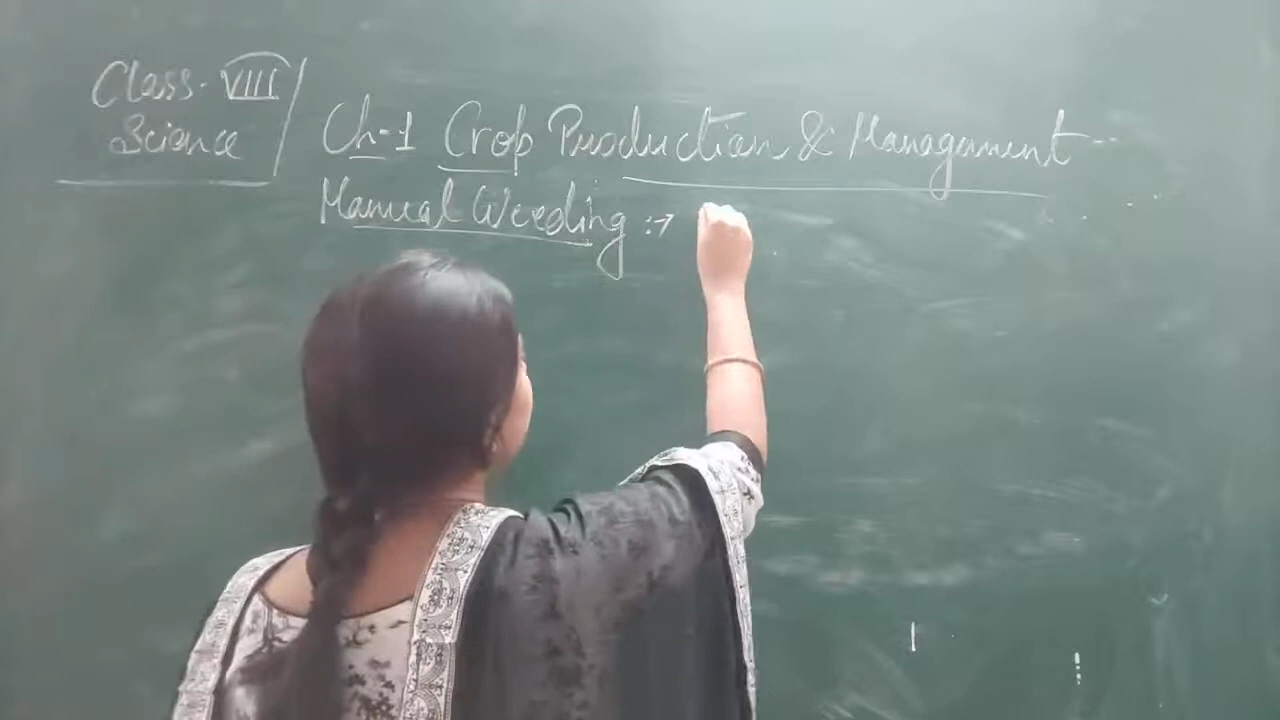 Class- VIII
Science
Ch-1 Crop Production & Management
Manual Weeding :→